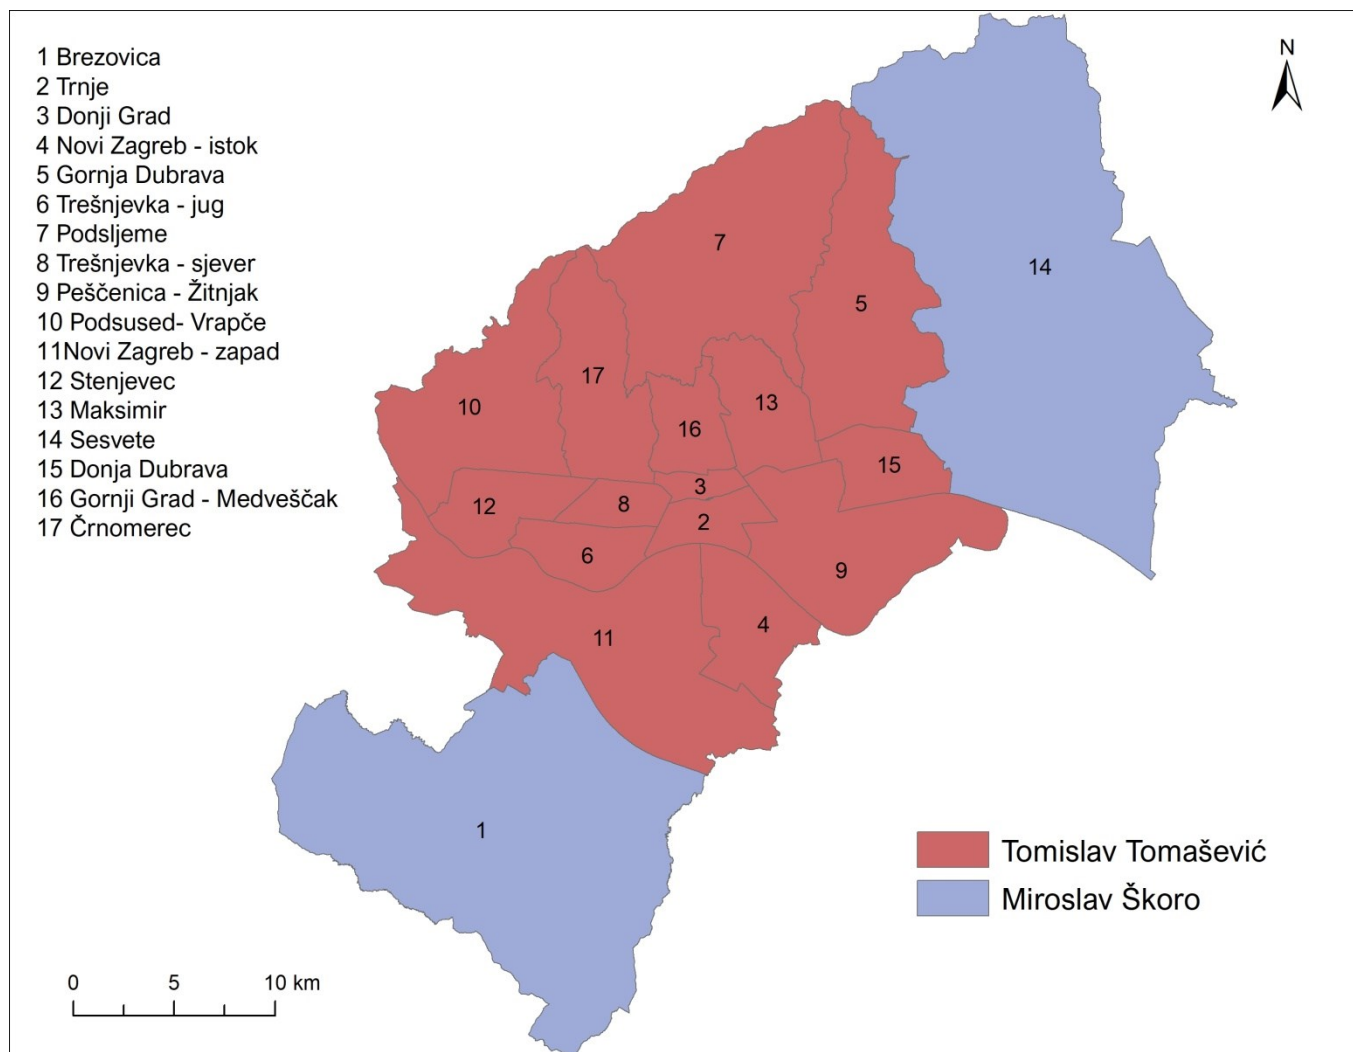 1 Brezovica
2 Trnje
3 Donji Grad
4 Novi Zagreb - istok
5 Gornja Dubrava
6 Trešnjevka - jug
7 Podsljeme
8 Trešnjevka - sjever
9 Peščenica - Žitnjak
10 Podsused- Vrapče
11Novi Zagreb - zapad
12 Stenjevec
13 Maksimir
14 Sesvete
15 Donja Dubrava
16 Gornji Grad - Medveščak
17 Črnomerec
N
7
14
5
17
13
10
16
15
3
12
8
2
6
9
4
11
1
Tomislav Tomašević
Miroslav Škoro
0 5 10 km